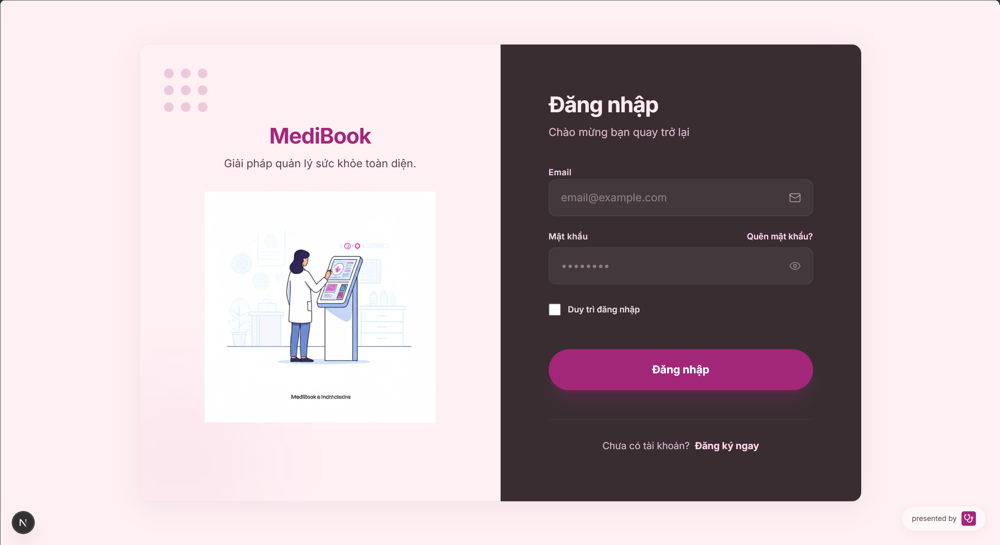 MediBook
Giải pháp quản lý sức khỏe toàn diện.
Đăng nhập
Chào mừng bạn quay trở lại
Email
email@example.com
Mật khẩu
Quên mật khẩu?
Duy trì đăng nhập
Đăng nhập
Chưa có tài khoản? Đăng ký ngay
N
presented by